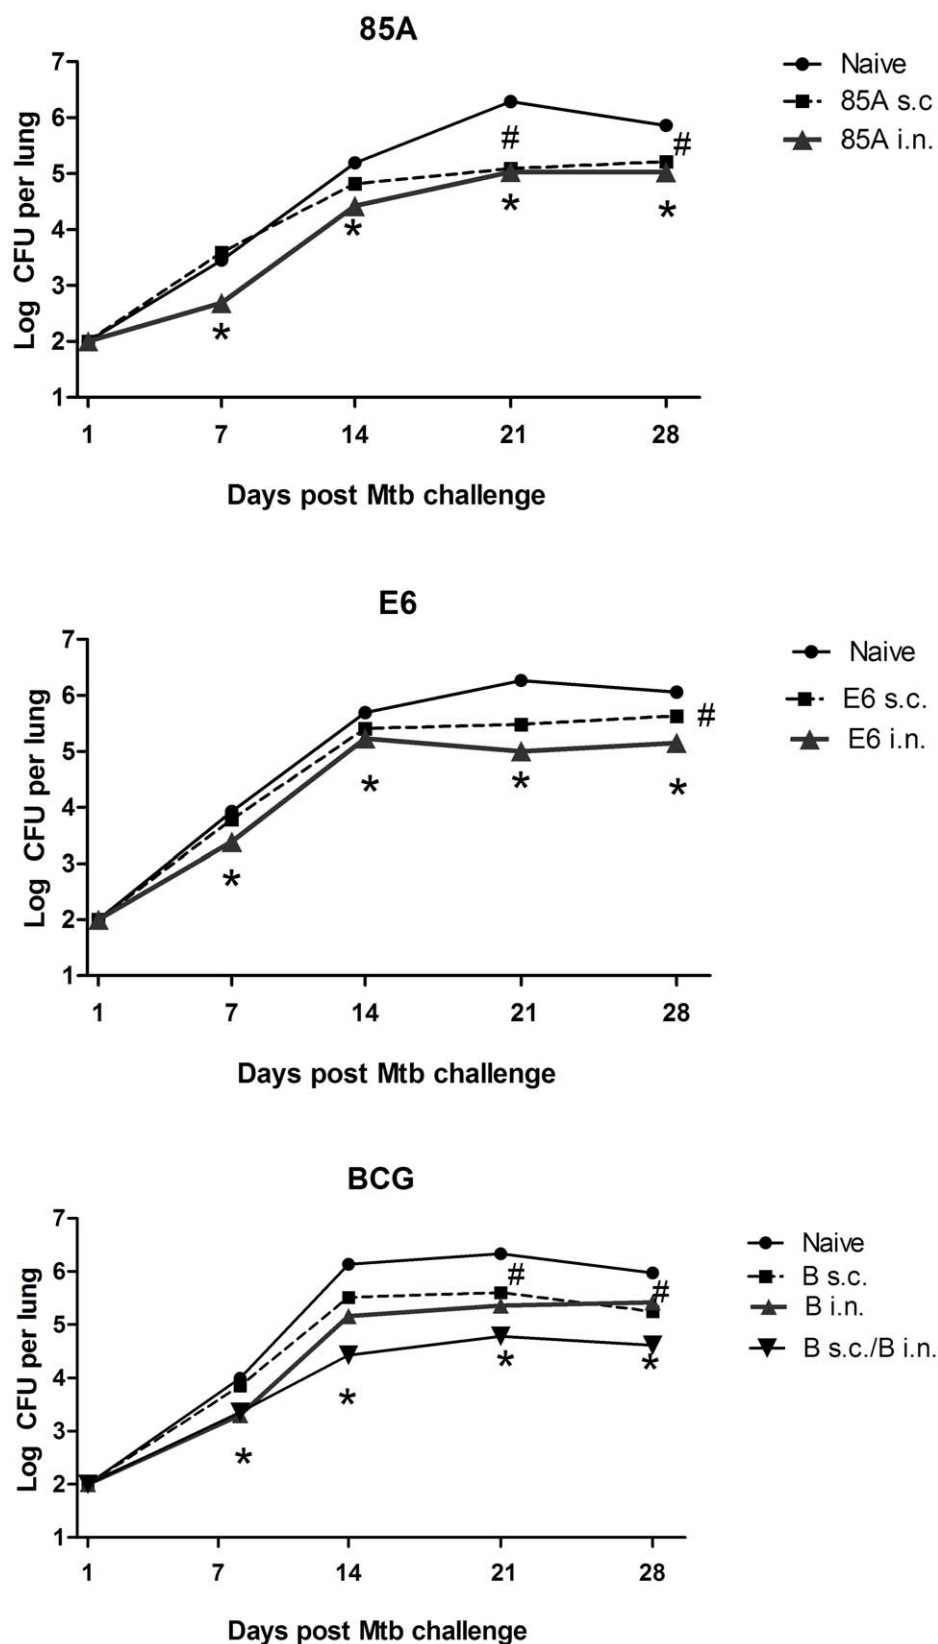 85A
Naive
85A s.c
85A i.n.
Log CFU per lung
7
6
5
4
3
2
1
#
#
*
*
*
*
1 7 14 21 28
Days post Mtb challenge
E6
Naive
E6 s.c.
E6 i.n.
Log CFU per lung
7
6
5
4
3
2
1
#
*
*
*
*
1 7 14 21 28
Days post Mtb challenge
BCG
Naive
B s.c.
B i.n.
B s.c./B i.n.
Log CFU per lung
7
6
5
4
3
2
1
#
#
*
*
*
*
1 7 14 21 28
Days post Mtb challenge